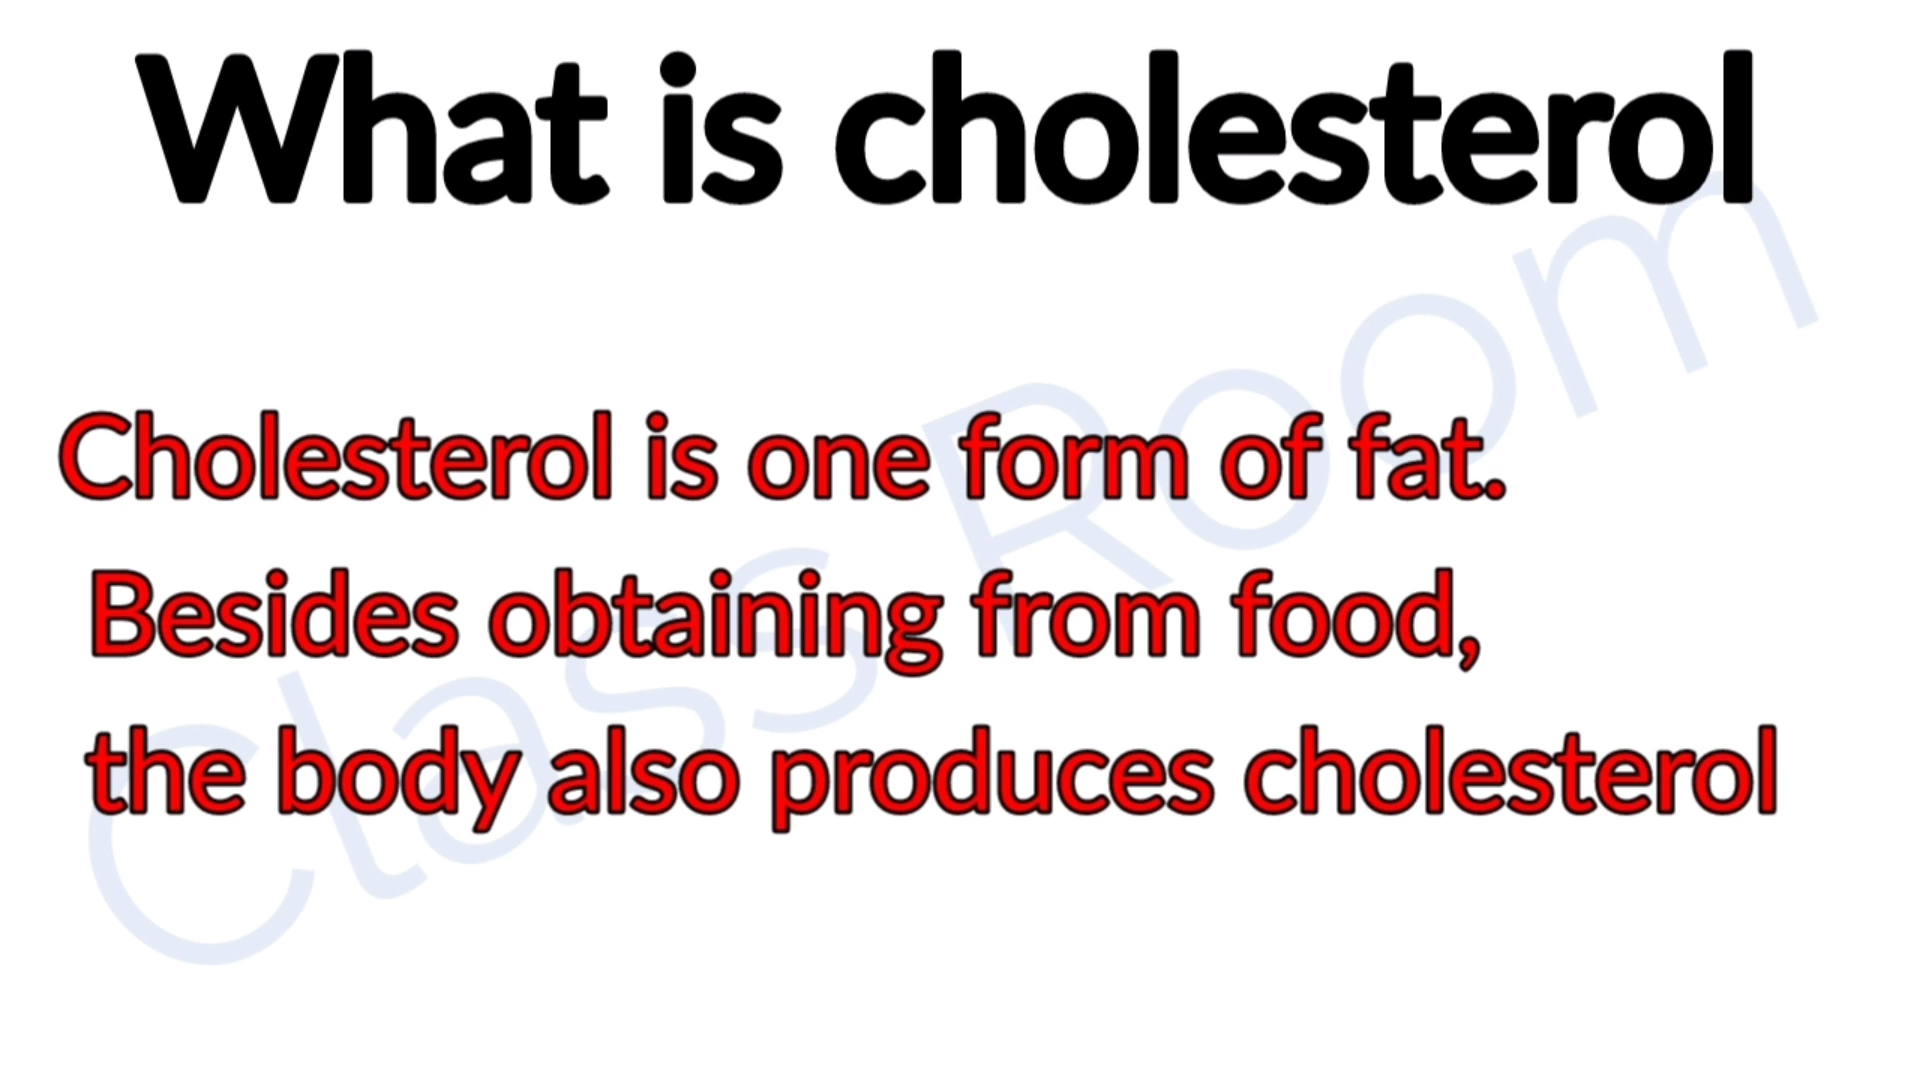 What is cholesterol
Cholesterol is one form of fat.
Besides obtaining from food,
the body also produces cholesterol
Class Room